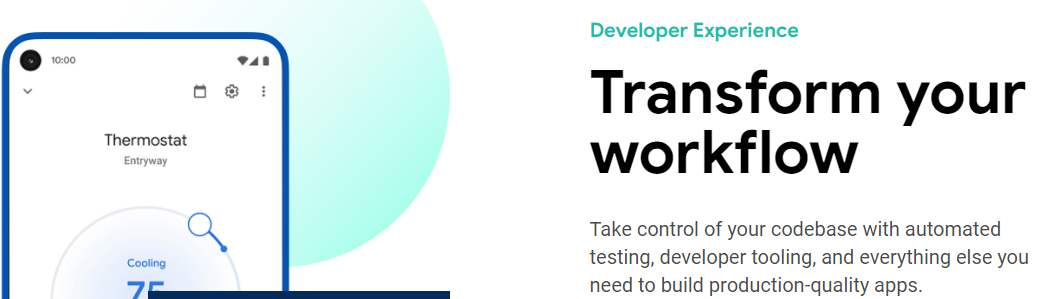 10:00
Thermostat
Entryway
Cooling
75
Developer Experience
Transform your
workflow
Take control of your codebase with automated
testing, developer tooling, and everything else you
need to build production-quality apps.